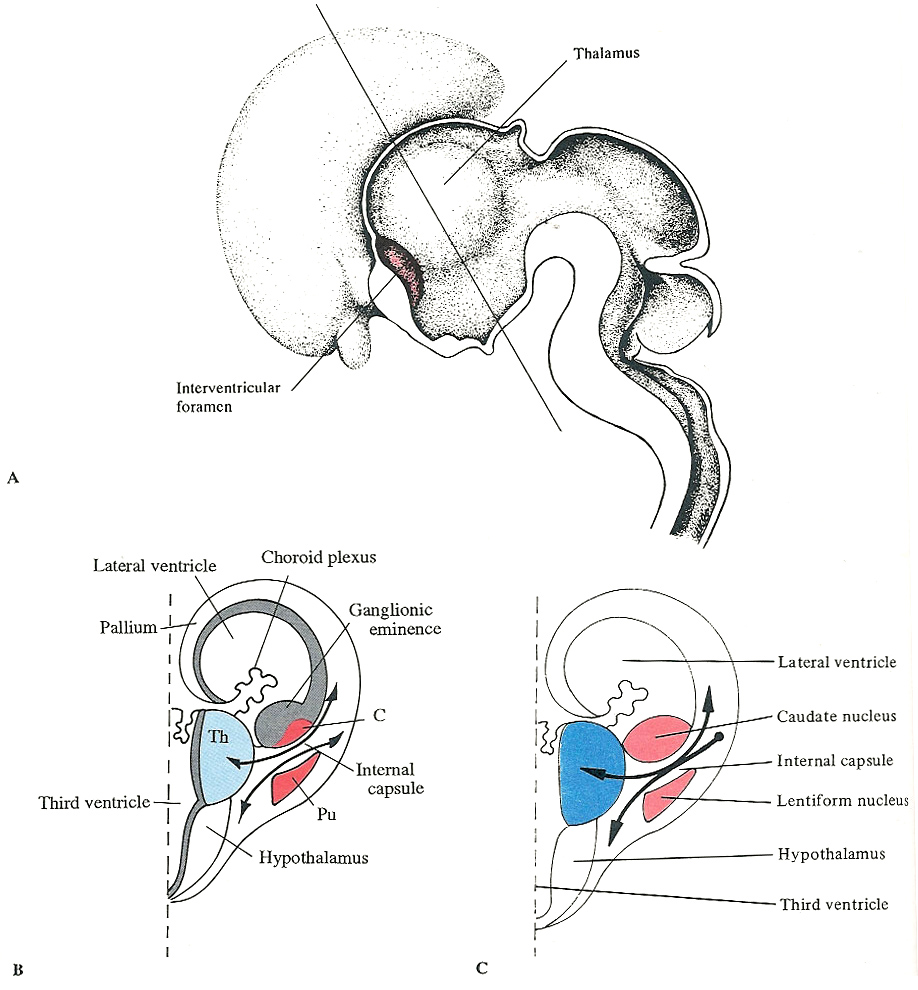 Thalamus
Interventricular
foramen
A
Lateral ventricle
Choroid plexus
Pallium
Ganglionic
eminence
Th
C
Internal
capsule
Third ventricle
Pu
Hypothalamus
B
Lateral ventricle
Caudate nucleus
Internal capsule
Lentiform nucleus
Hypothalamus
Third ventricle
C